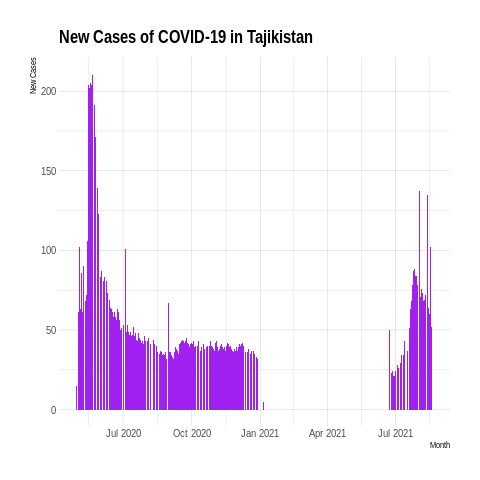 New Cases of COVID-19 in Tajikistan
New Cases
200
150
100
50
0
Jul 2020 Oct 2020 Jan 2021 Apr 2021 Jul 2021
Month